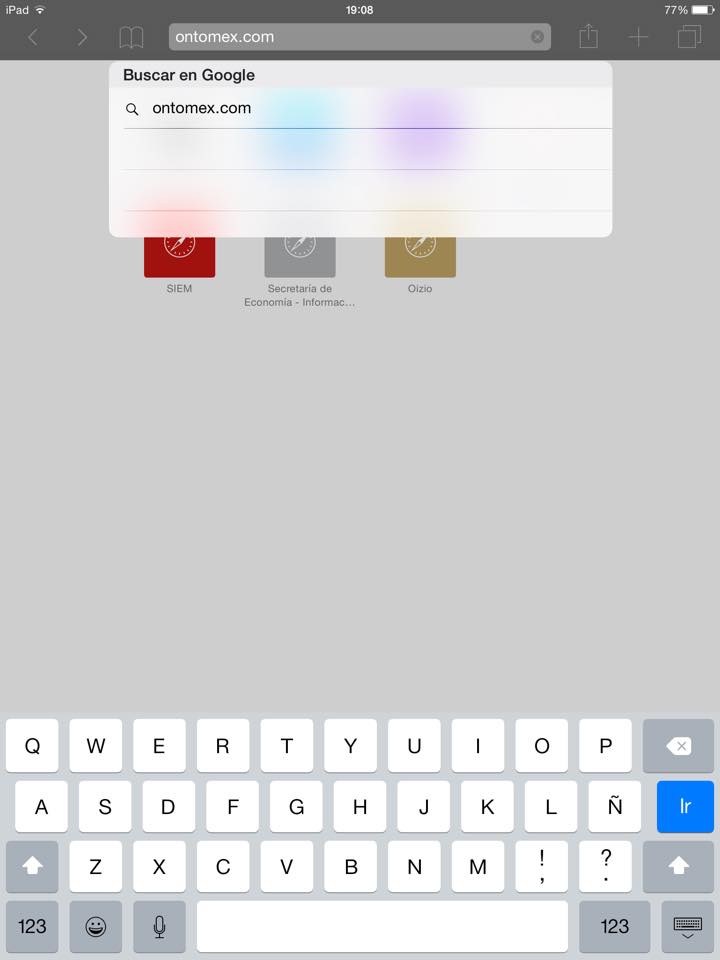 iPad 19:08 77%
ontomex.com
Buscar en Google
ontomex.com
SIEM Secretaría de Oizio
Economía - Informac...
Q W E R T Y U I O P
A S D F G H J K L Ñ Ir
Z X C V B N M ! ?
, .
123 123